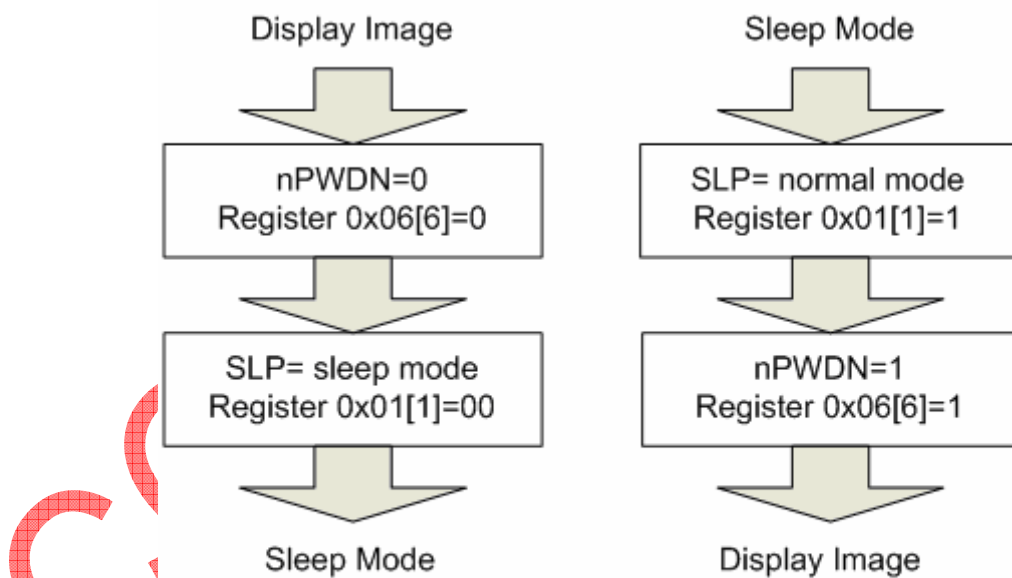 Display Image
nPWDN=0
Register 0x06[6]=0
SLP= sleep mode
Register 0x01[1]=00
Sleep Mode
Sleep Mode
SLP= normal mode
Register 0x01[1]=1
nPWDN=1
Register 0x06[6]=1
Display Image